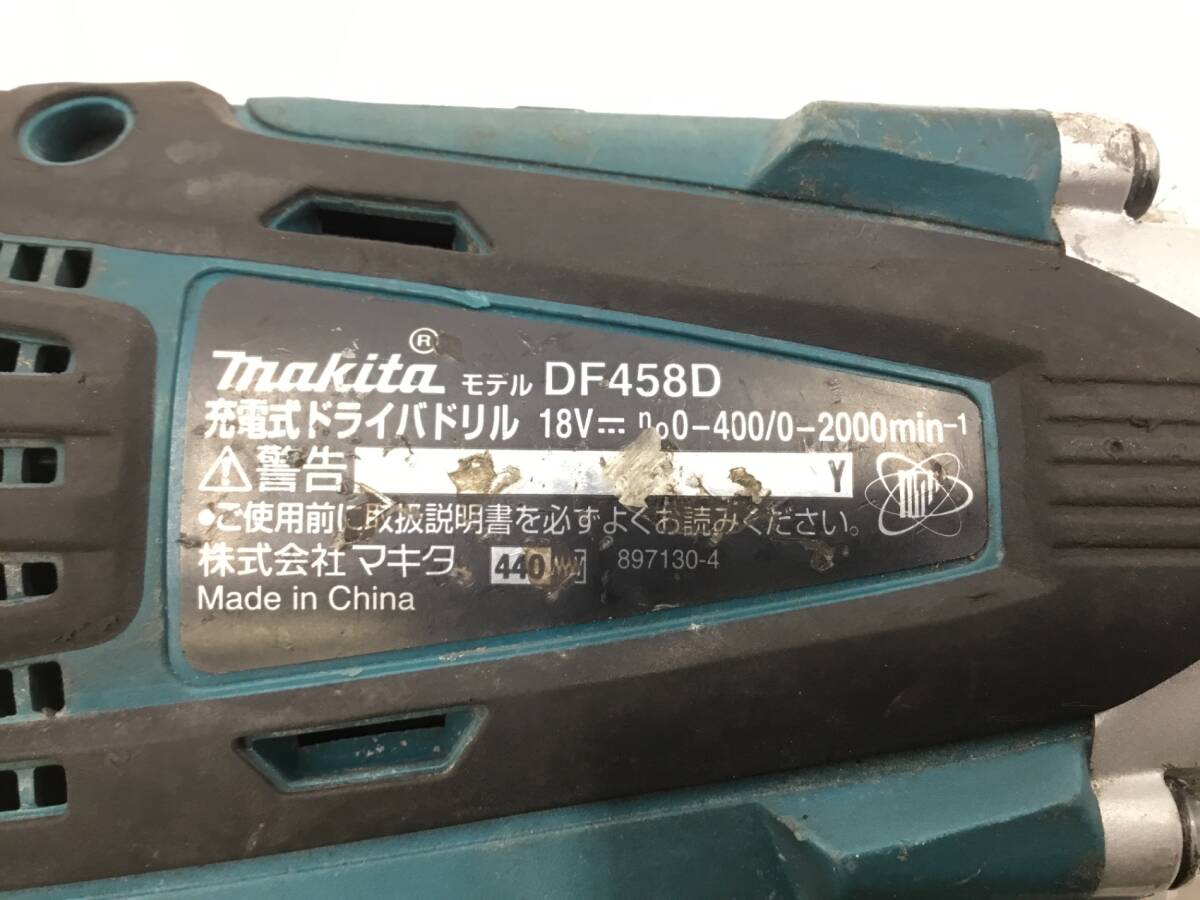 makita® モデル DF458D
充電式ドライバドリル 18V⎓ n₀0-400/0-2000min⁻¹
⚠警告 Y
●ご使用前に取扱説明書を必ずよくお読みください。
株式会社マキタ 440W 897130-4
Made in China